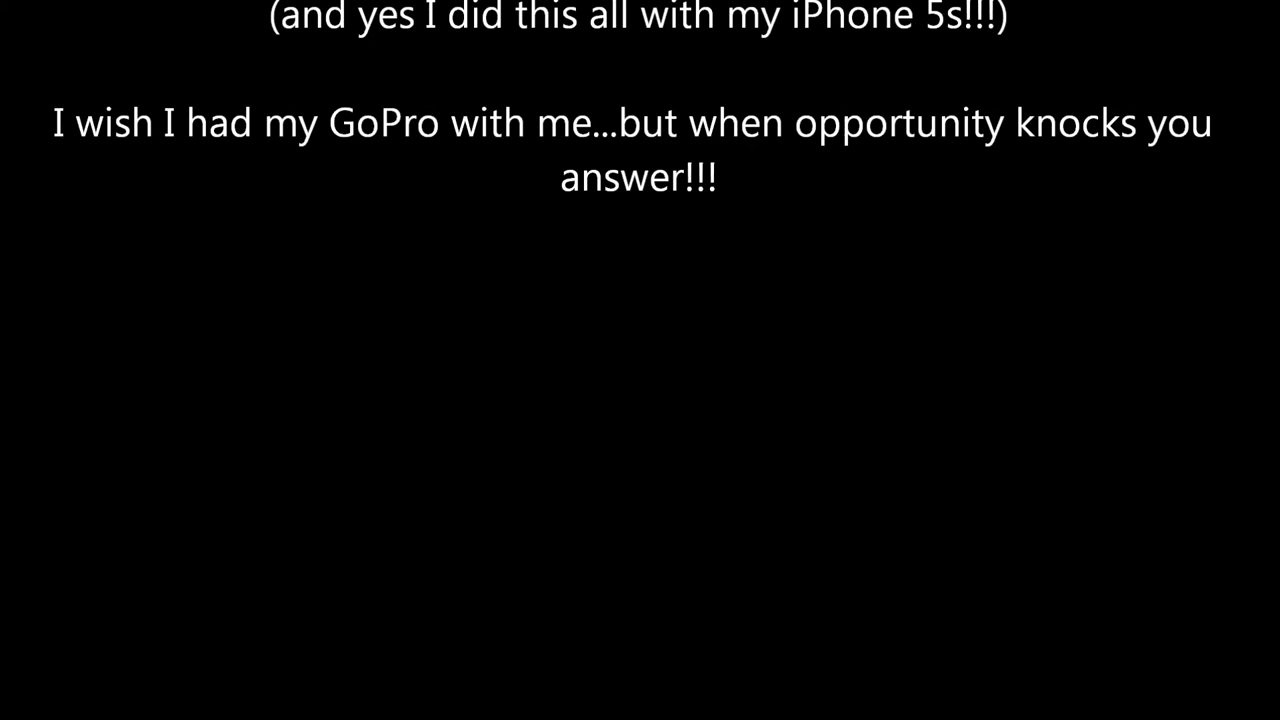 (and yes I did this all with my iPhone 5s!!!)
I wish I had my GoPro with me...but when opportunity knocks you
answer!!!